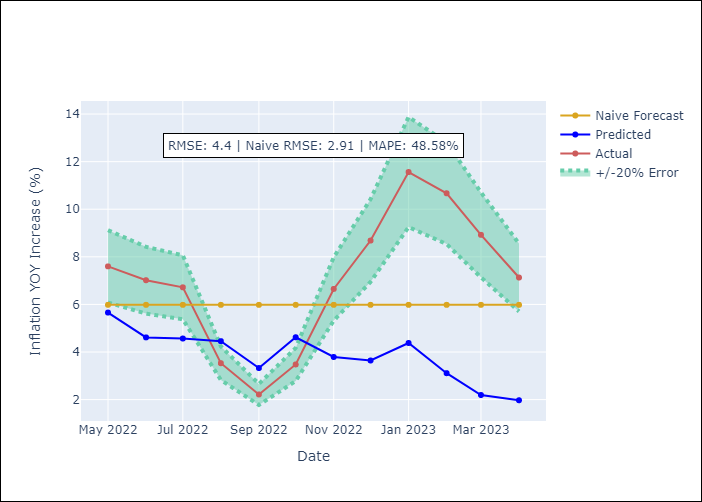 RMSE: 4.4 | Naive RMSE: 2.91 | MAPE: 48.58%
Naive Forecast
Predicted
Actual
+/-20% Error
Inflation YOY Increase (%)
14
12
10
8
6
4
2
May 2022
Jul 2022
Sep 2022
Nov 2022
Jan 2023
Mar 2023
Date